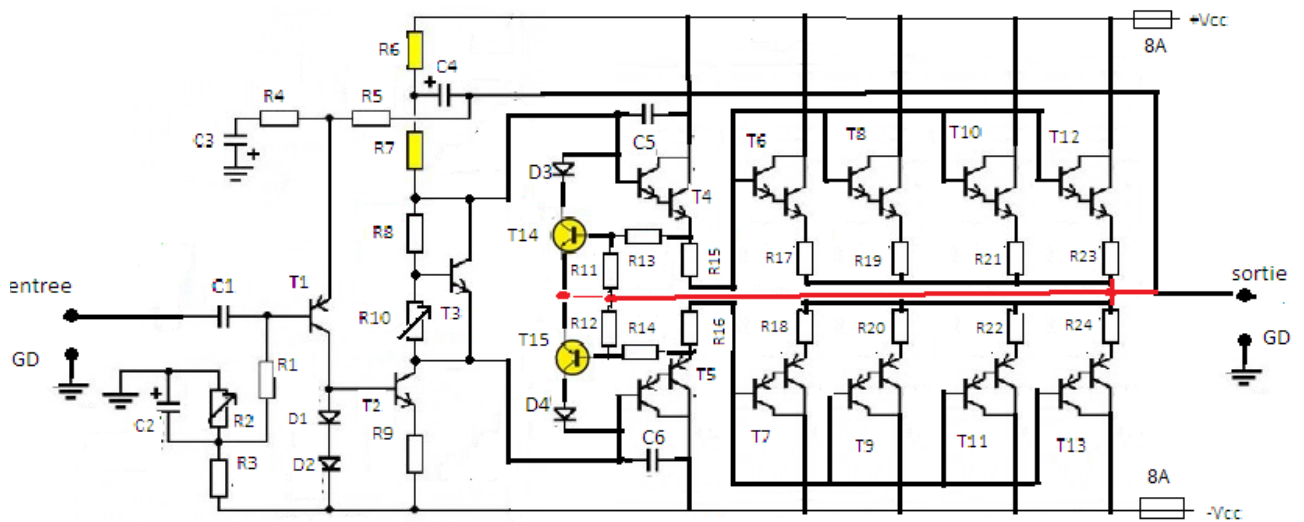 +Vcc
8A
R6
C4
+
R4
R5
C3
+
R7
C5
T6
T8
T10
T12
D3
T4
R8
T14
R13
R15
R11
R17
R19
R21
R23
sortie
entree
C1
T1
R10
T3
R12
R14
R16
R18
R20
R22
R24
T15
T5
GD
GD
R1
+
C2
R2
D1
T2
D4
R9
C6
T7
T9
T11
T13
R3
D2
8A
-Vcc